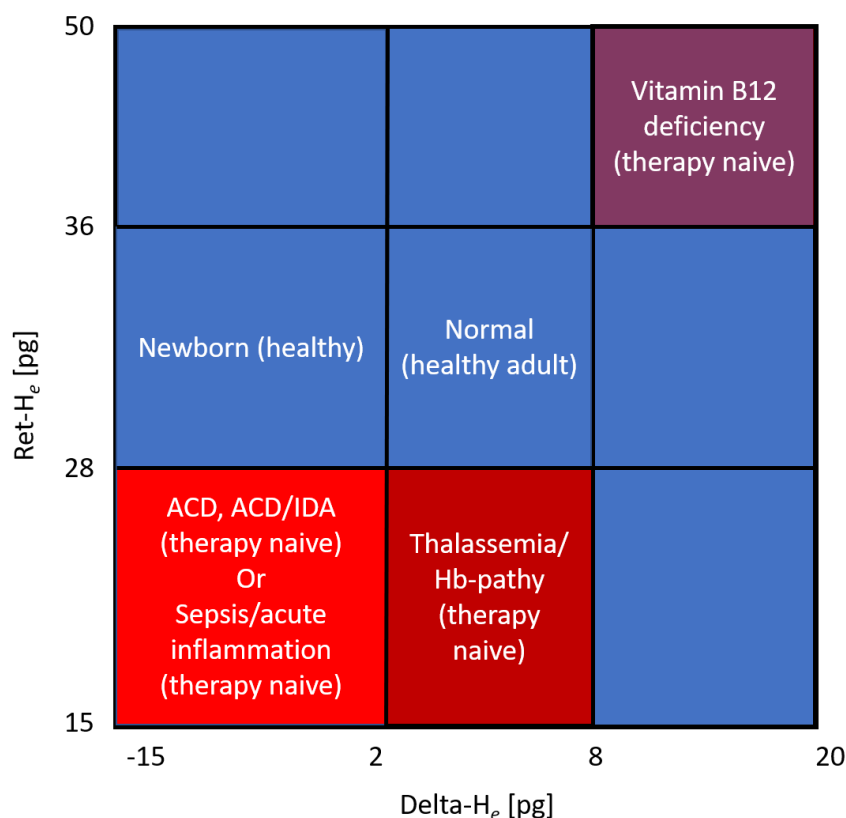 50
Vitamin B12
deficiency
(therapy naive)
36
Newborn (healthy)
Normal
(healthy adult)
Ret-He [pg]
28
ACD, ACD/IDA
(therapy naive)
Or
Sepsis/acute
inflammation
(therapy naive)
Thalassemia/
Hb-pathy
(therapy
naive)
15
-15
2
8
20
Delta-He [pg]